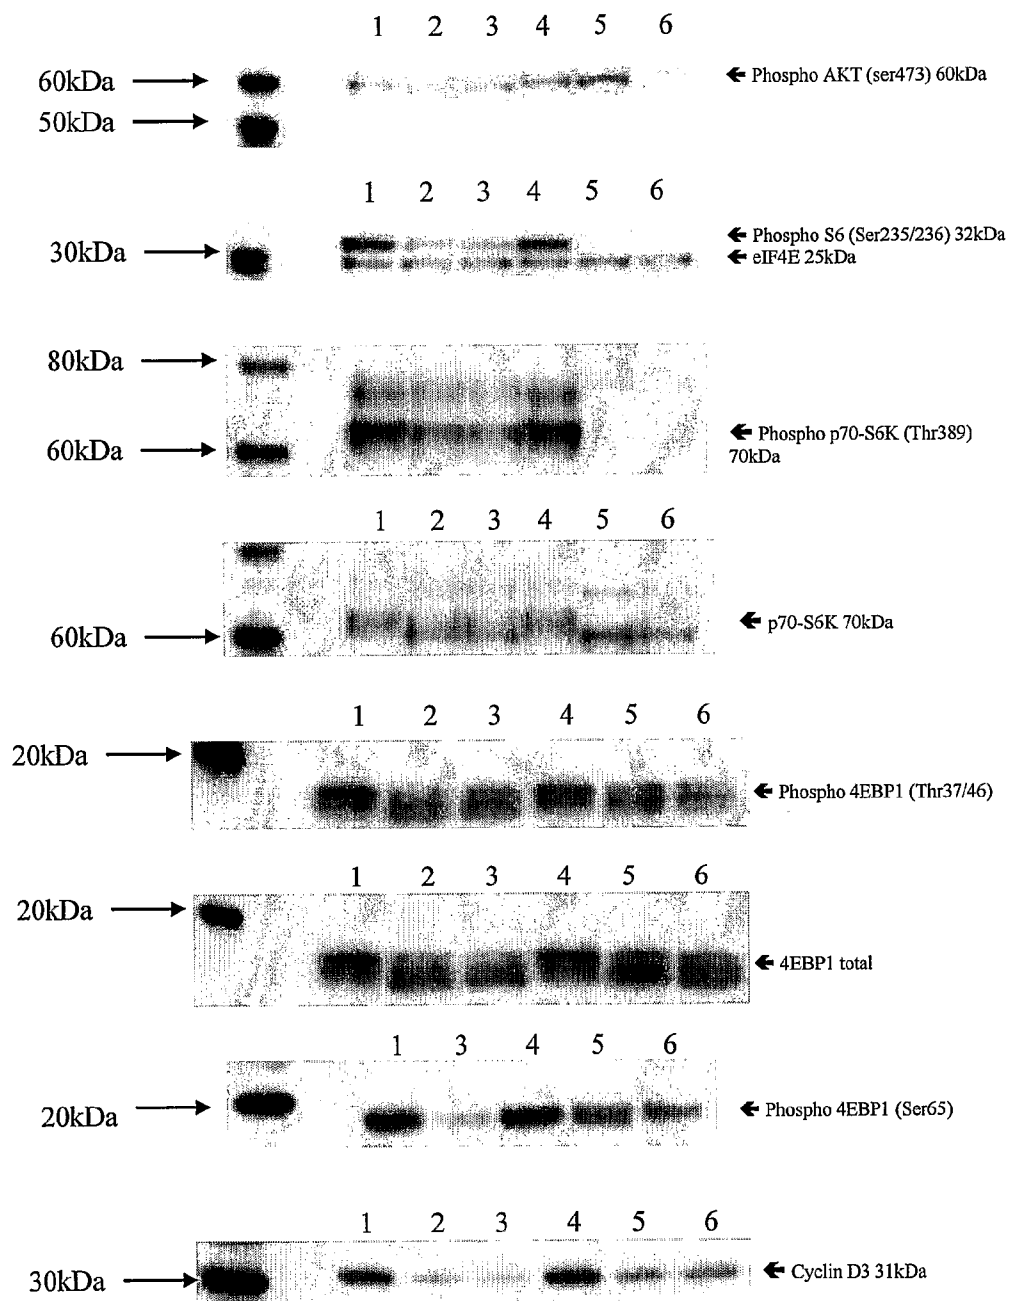 1 2 3 4 5 6
60kDa
Phospho AKT (ser473) 60kDa
50kDa
1 2 3 4 5 6
30kDa
Phospho S6 (Ser235/236) 32kDa
eIF4E 25kDa
80kDa
60kDa
Phospho p70-S6K (Thr389)
70kDa
1 2 3 4 5 6
60kDa
p70-S6K 70kDa
1 2 3 4 5 6
20kDa
Phospho 4EBP1 (Thr37/46)
1 2 3 4 5 6
20kDa
4EBP1 total
1 3 4 5 6
20kDa
Phospho 4EBP1 (Ser65)
1 2 3 4 5 6
30kDa
Cyclin D3 31kDa